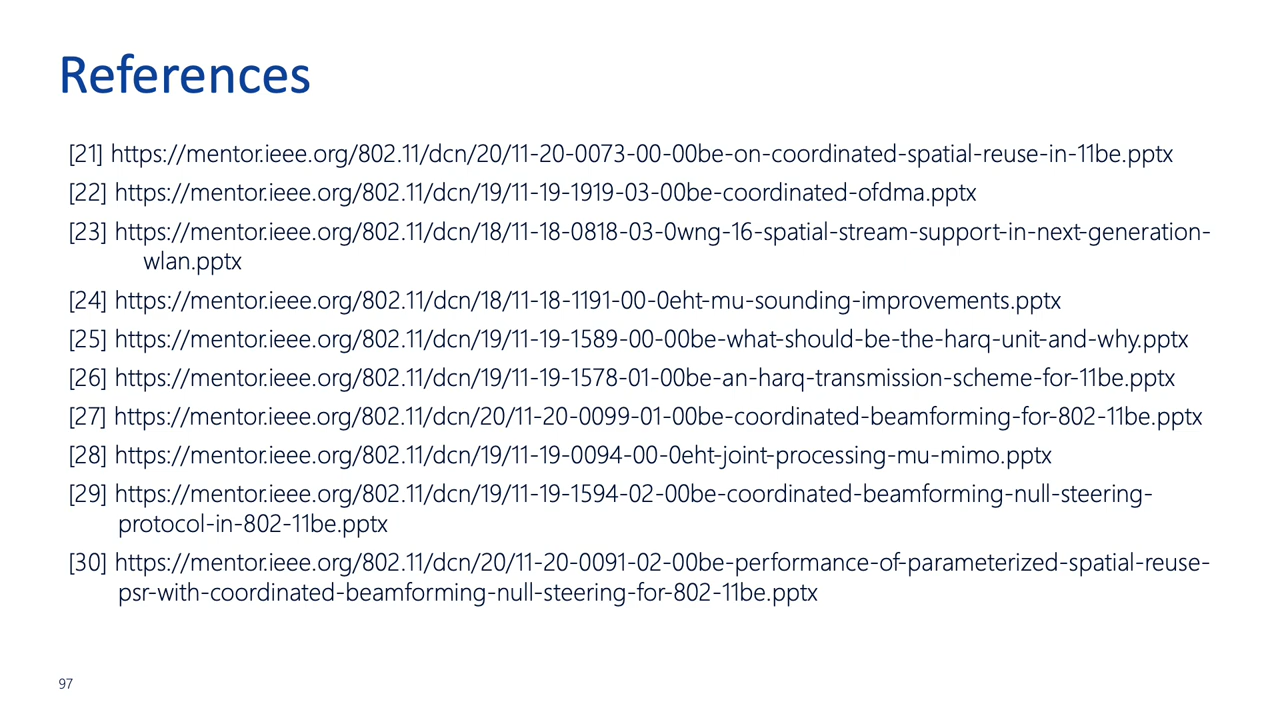 References
[21] https://mentor.ieee.org/802.11/dcn/20/11-20-0073-00-00be-on-coordinated-spatial-reuse-in-11be.pptx
[22] https://mentor.ieee.org/802.11/dcn/19/11-19-1919-03-00be-coordinated-ofdma.pptx
[23] https://mentor.ieee.org/802.11/dcn/18/11-18-0818-03-0wng-16-spatial-stream-support-in-next-generation-
wlan.pptx
[24] https://mentor.ieee.org/802.11/dcn/18/11-18-1191-00-0eht-mu-sounding-improvements.pptx
[25] https://mentor.ieee.org/802.11/dcn/19/11-19-1589-00-00be-what-should-be-the-harq-unit-and-why.pptx
[26] https://mentor.ieee.org/802.11/dcn/19/11-19-1578-01-00be-an-harq-transmission-scheme-for-11be.pptx
[27] https://mentor.ieee.org/802.11/dcn/20/11-20-0099-01-00be-coordinated-beamforming-for-802-11be.pptx
[28] https://mentor.ieee.org/802.11/dcn/19/11-19-0094-00-0eht-joint-processing-mu-mimo.pptx
[29] https://mentor.ieee.org/802.11/dcn/19/11-19-1594-02-00be-coordinated-beamforming-null-steering-
protocol-in-802-11be.pptx
[30] https://mentor.ieee.org/802.11/dcn/20/11-20-0091-02-00be-performance-of-parameterized-spatial-reuse-
psr-with-coordinated-beamforming-null-steering-for-802-11be.pptx
97